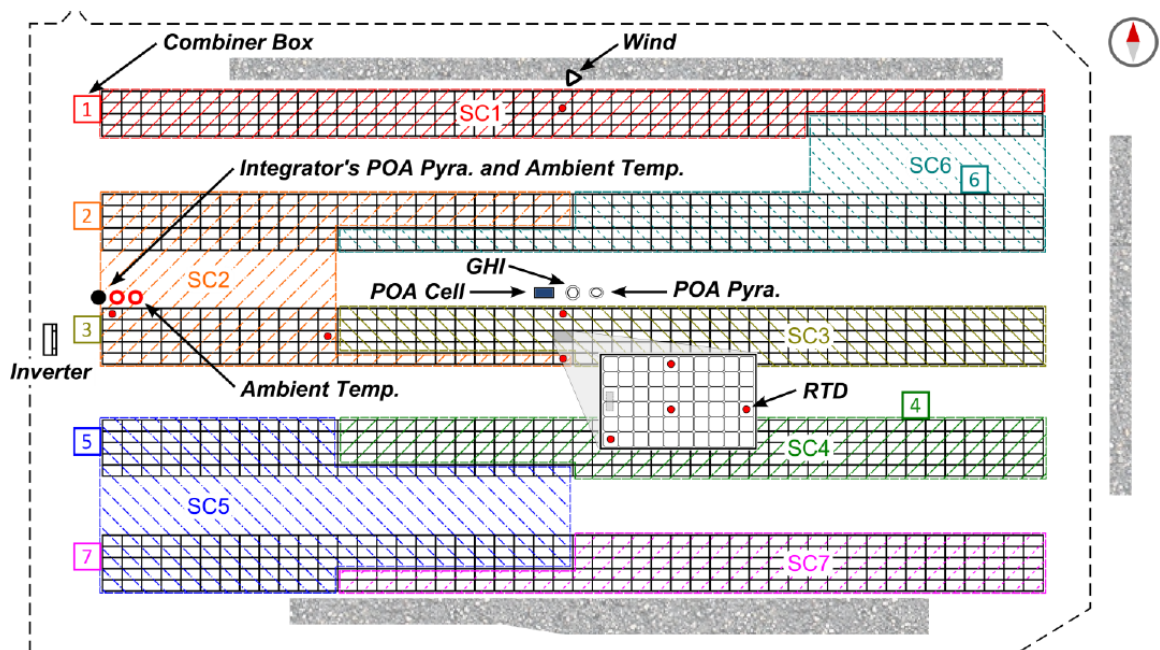 Combiner Box
Wind
1
SC1
SC6
Integrator's POA Pyra. and Ambient Temp.
6
2
GHI
SC2
POA Cell
POA Pyra.
3
SC3
Inverter
Ambient Temp.
RTD
4
5
SC4
SC5
7
SC7